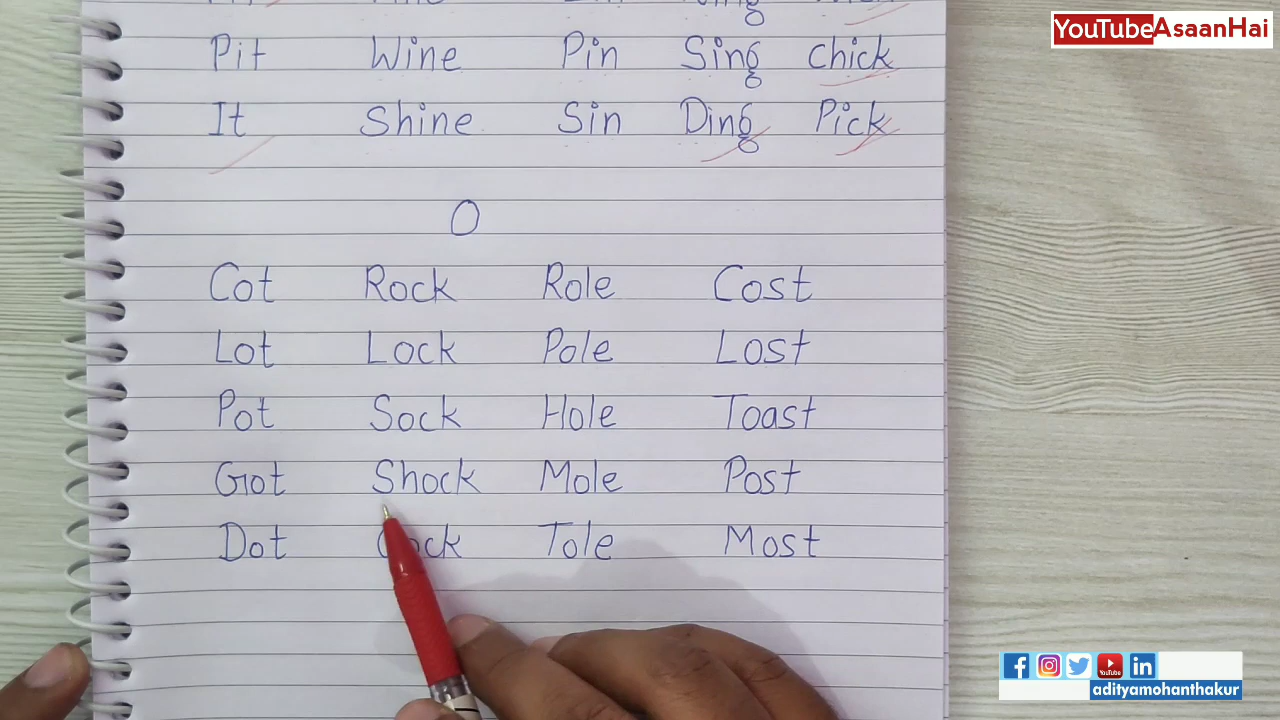 YouTubeAsaanHai
Pit Wine Pin Sing chick
It Shine Sin Ding Pick
O
Cot Rock Role Cost
Lot Lock Pole Lost
Pot Sock Hole Toast
Got Shock Mole Post
Dot Tole Most
YouTube
adityamohanthakur